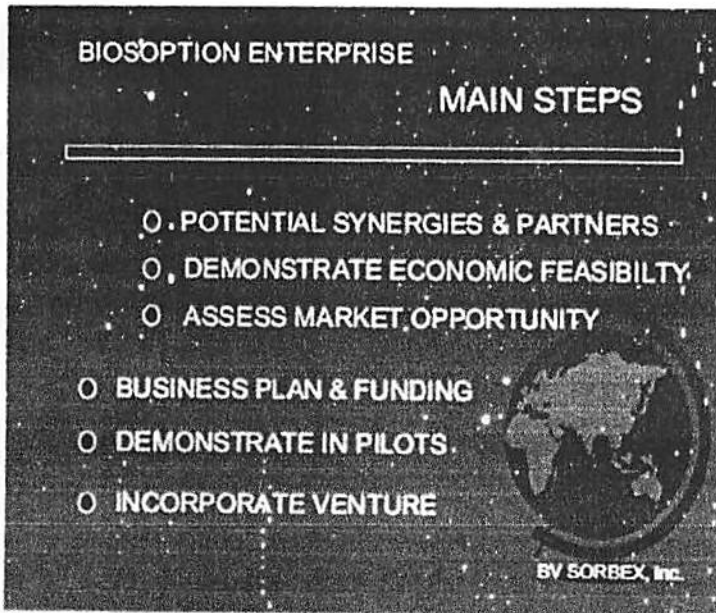 BIOSOPTION ENTERPRISE
MAIN STEPS
O POTENTIAL SYNERGIES & PARTNERS
O DEMONSTRATE ECONOMIC FEASIBILTY
O ASSESS MARKET OPPORTUNITY
O BUSINESS PLAN & FUNDING
O DEMONSTRATE IN PILOTS
O INCORPORATE VENTURE
BV SORBEX, Inc.